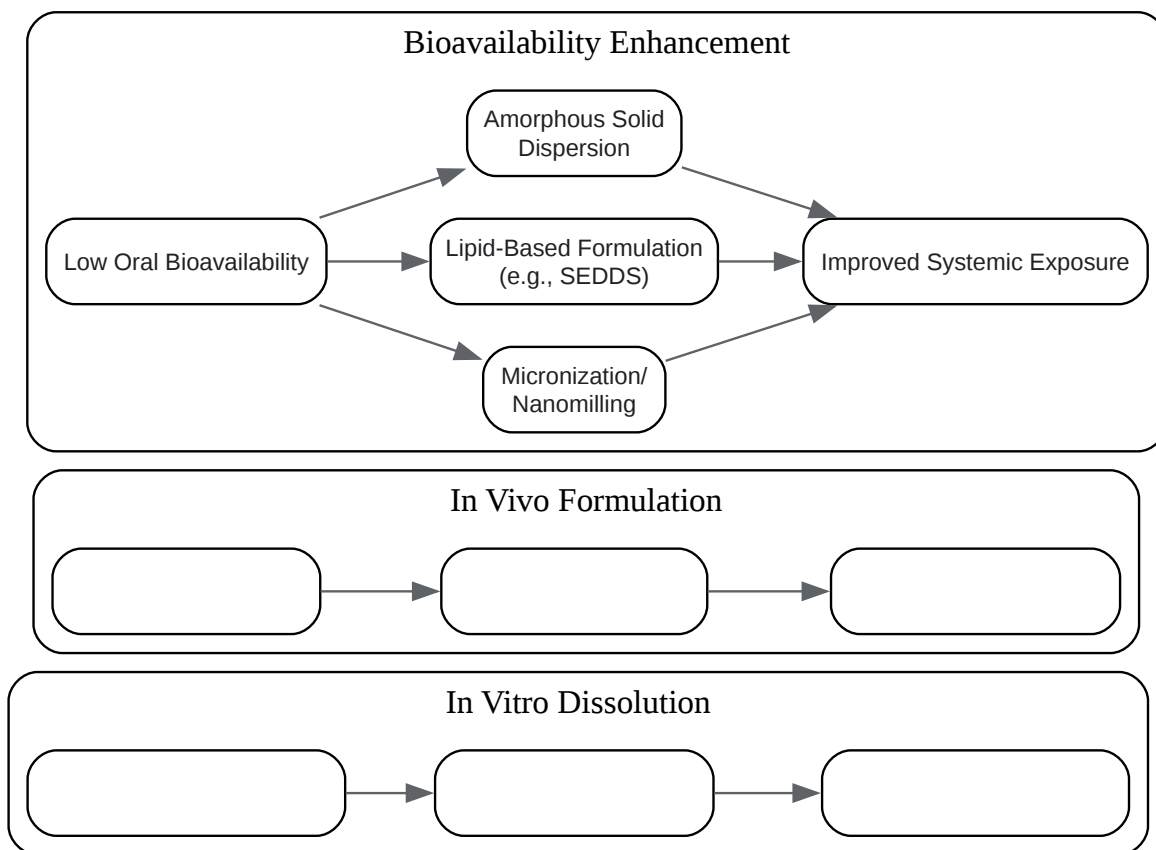 Bioavailability Enhancement
Amorphous Solid
Dispersion
Low Oral Bioavailability
Lipid-Based Formulation
(e.g., SEDDS)
Improved Systemic Exposure
Micronization/
Nanomilling
In Vivo Formulation
In Vitro Dissolution